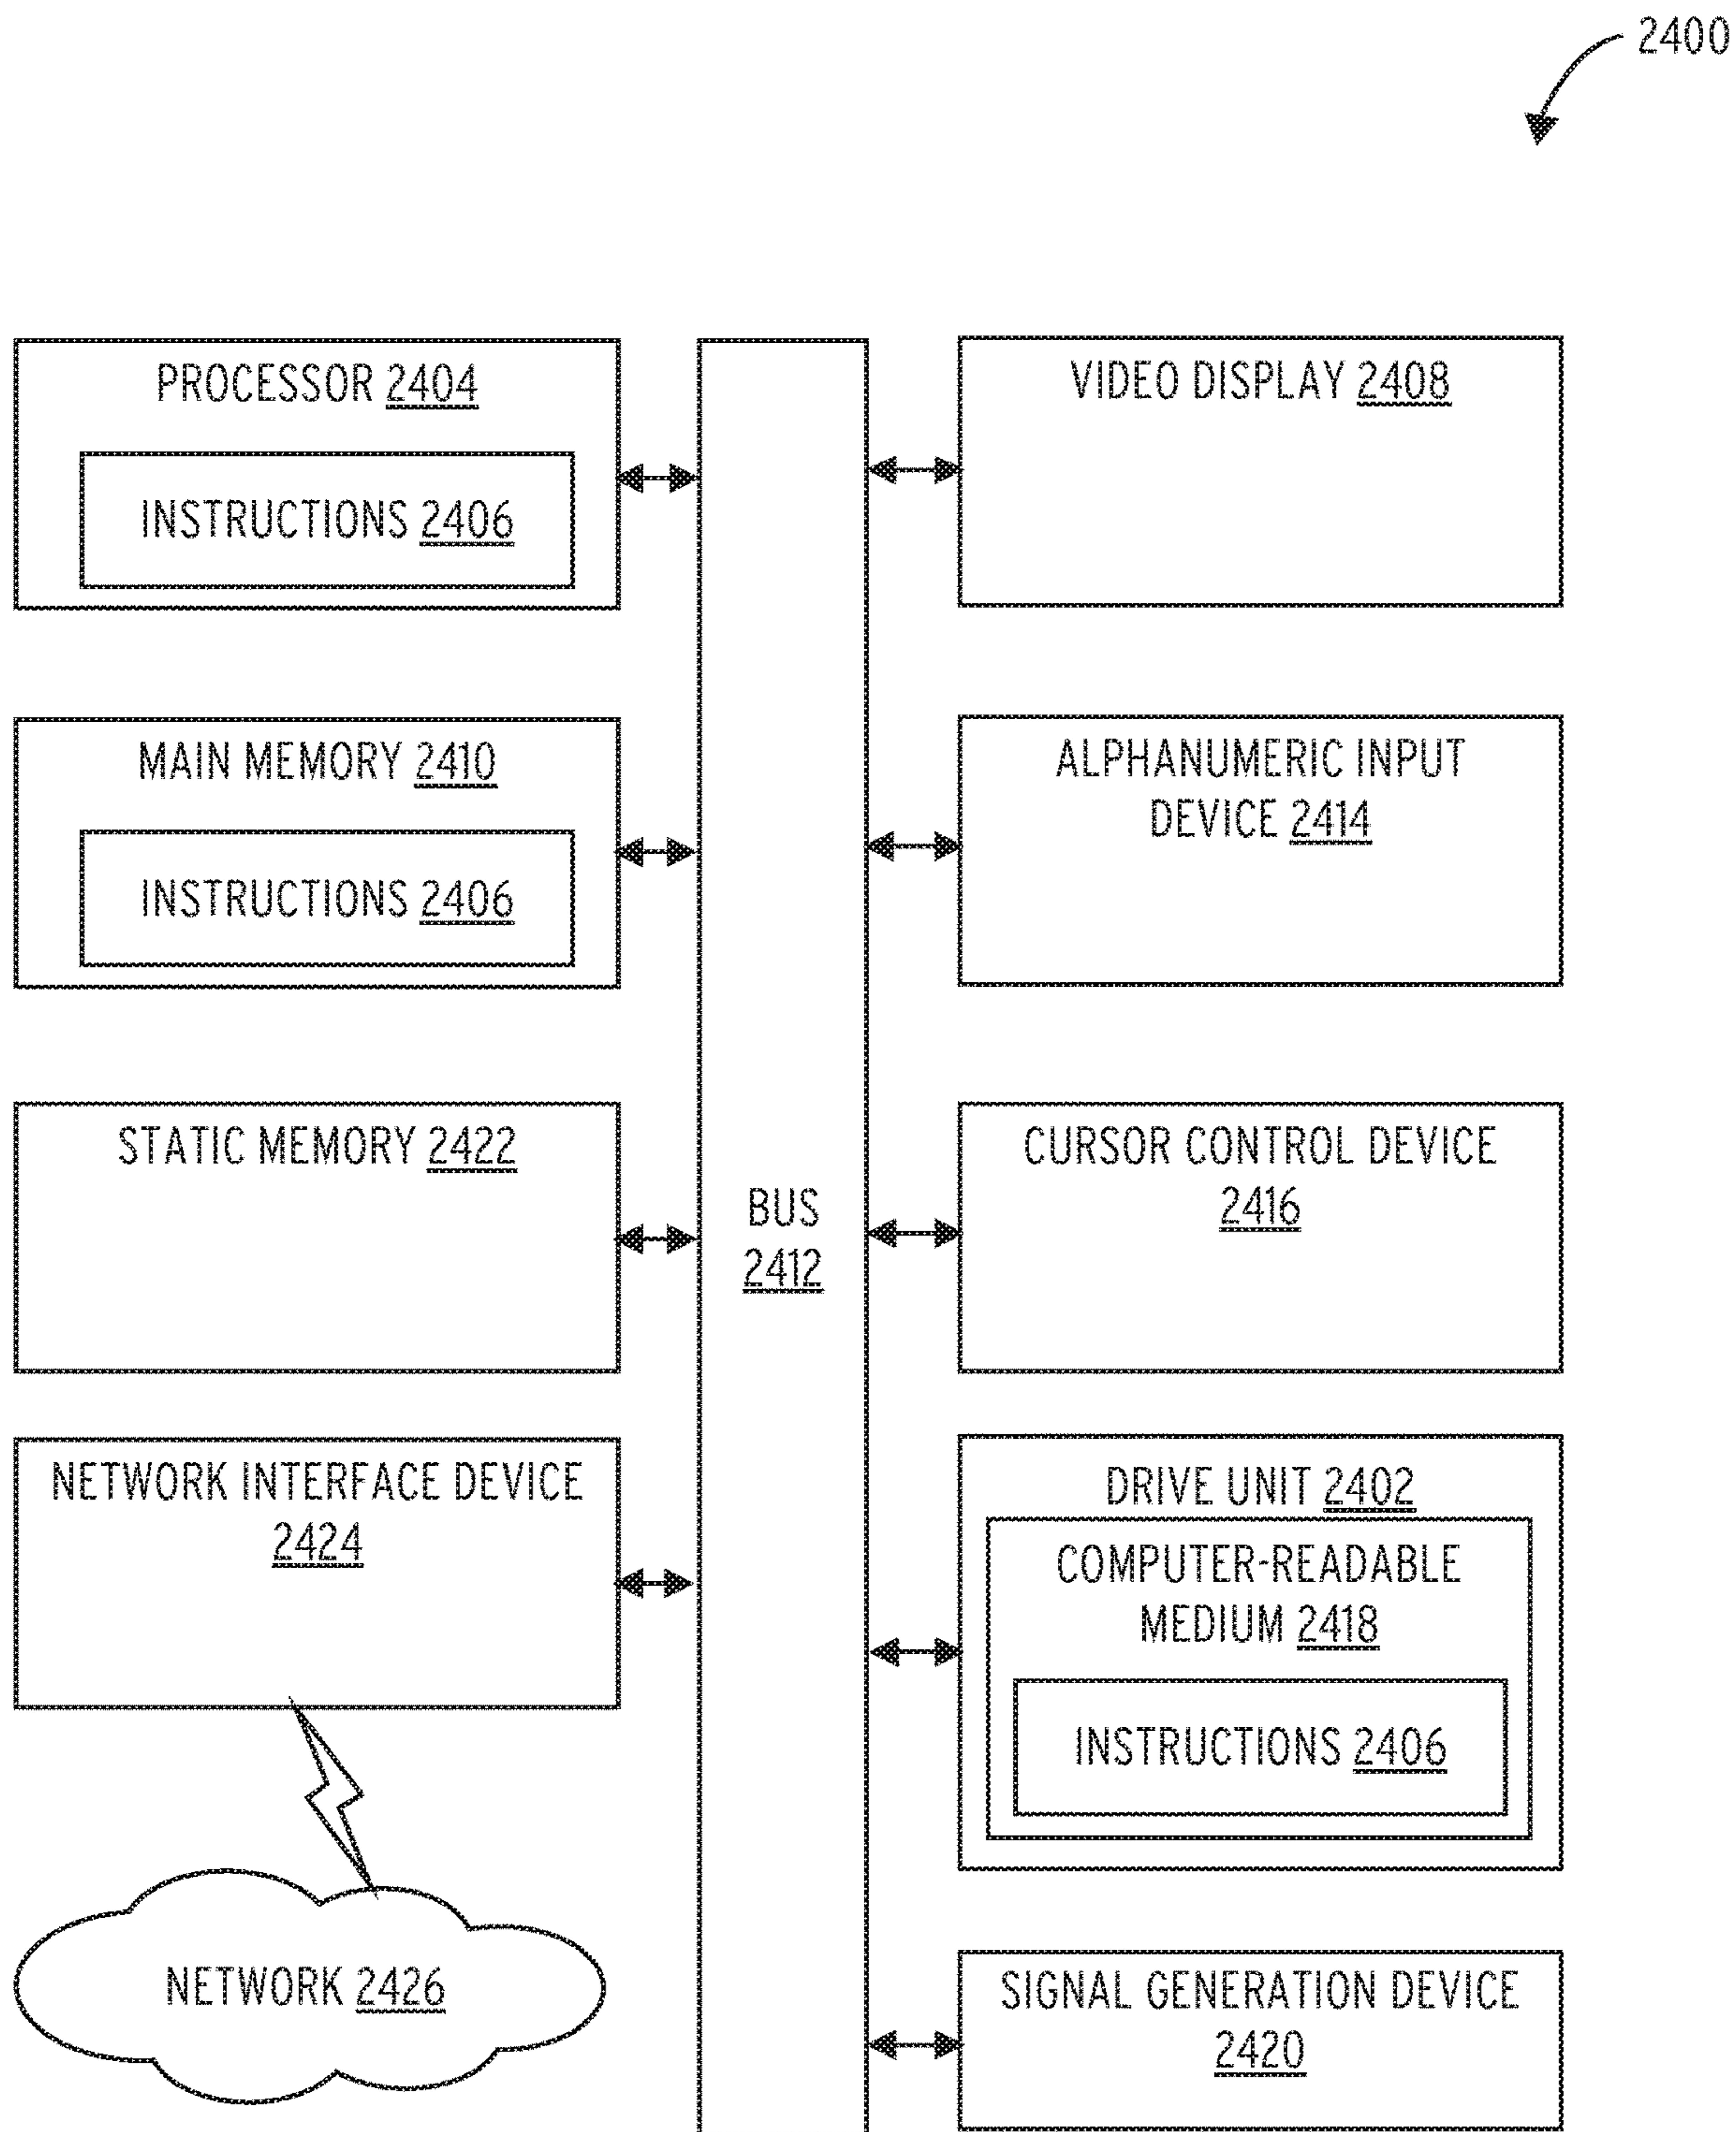 2400
PROCESSOR 2404
INSTRUCTIONS 2406
MAIN MEMORY 2410
INSTRUCTIONS 2406
STATIC MEMORY 2422
NETWORK INTERFACE DEVICE
2424
NETWORK 2426
BUS
2412
VIDEO DISPLAY 2408
ALPHANUMERIC INPUT
DEVICE 2414
CURSOR CONTROL DEVICE
2416
DRIVE UNIT 2402
COMPUTER-READABLE
MEDIUM 2418
INSTRUCTIONS 2406
SIGNAL GENERATION DEVICE
2420